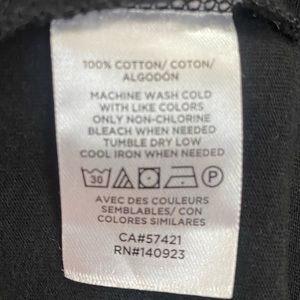 100% COTTON/ COTON/
ALGODÓN
MACHINE WASH COLD
WITH LIKE COLORS
ONLY NON-CHLORINE
BLEACH WHEN NEEDED
TUMBLE DRY LOW
COOL IRON WHEN NEEDED
30 P
AVEC DES COULEURS
SEMBLABLES/ CON
COLORES SIMILARES
CA#57421
RN#140923